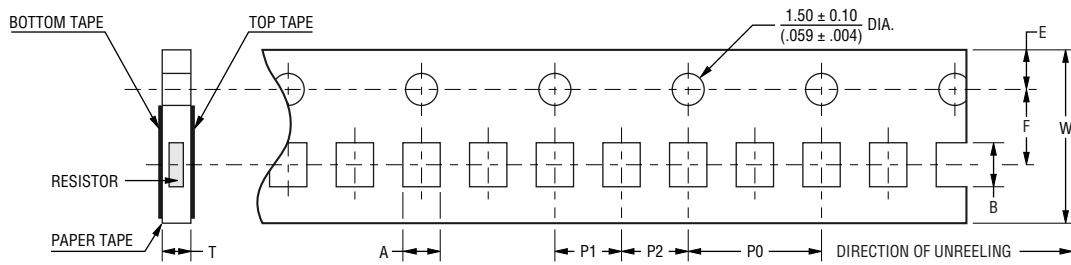 BOTTOM TAPE
TOP TAPE
1.50 ± 0.10
(.059 ± .004)
DIA.
E
F
W
RESISTOR
B
PAPER TAPE
T
A
P1
P2
P0
DIRECTION OF UNREELING